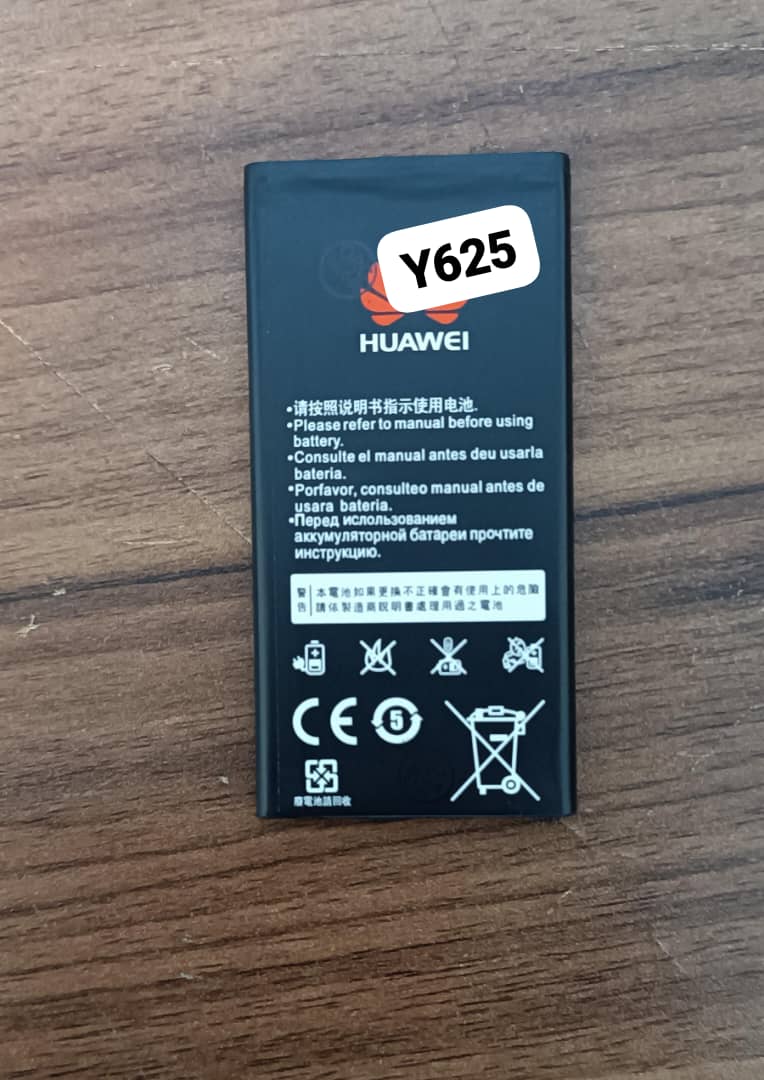 Y625
HUAWEI
•请按照说明书指示使用电池.
•Please refer to manual before using
battery.
•Consulte el manual antes deu usarla
bateria.
•Porfavor, consulteo manual antes de
usara bateria.
•Перед использованием
аккумуляторной батареи прочтите
инструкцию.
警告 本電池如果更換不正確會有使用上的危險
請依製造商說明書處理用過之電池
CE 5
廢電池請回收